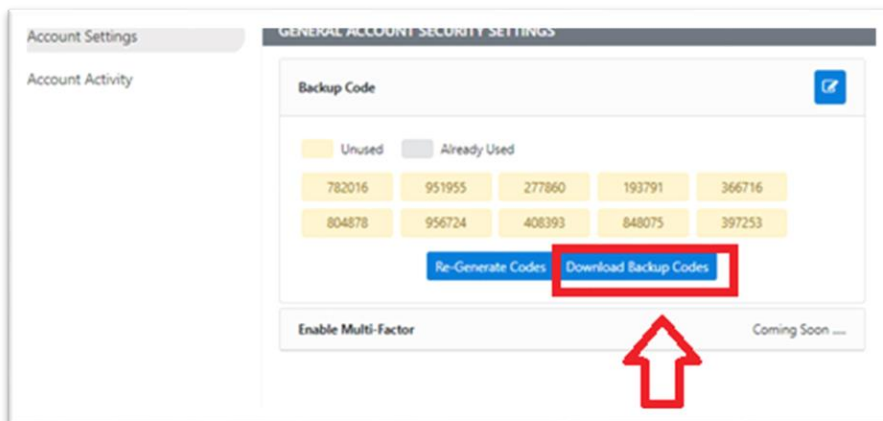 Account Settings
GENERAL ACCOUNT SECURITY SETTINGS
Account Activity
Backup Code
Unused Already Used
782016 951955 277860 193791 366716
804878 956724 408393 848075 397253
Re-Generate Codes Download Backup Codes
Enable Multi-Factor Coming Soon ....